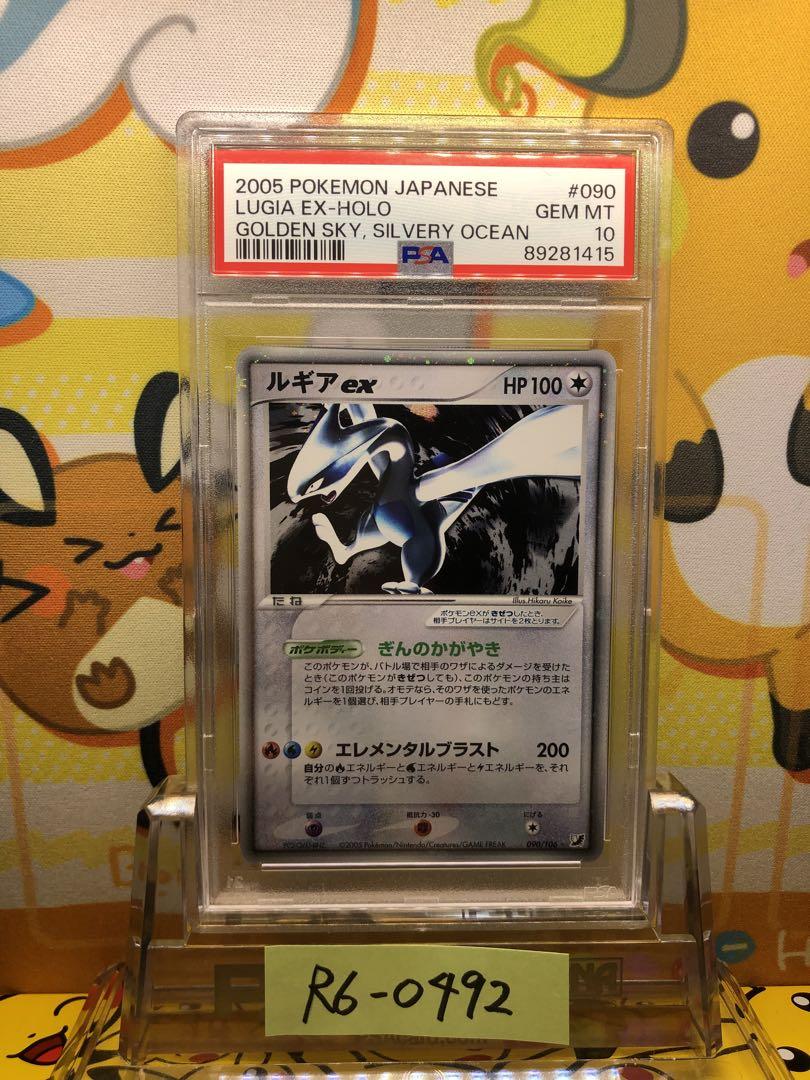 2005 POKEMON JAPANESE #090
LUGIA EX-HOLO GEM MT
GOLDEN SKY, SILVERY OCEAN 10
PSA 89281415
ルギアex HP100
たね
Illus.Hikaru Koike
ポケモンexがきぜつしたとき、
相手プレイヤーはサイドを2枚とります。
ポケボディー ぎんのかがやき
このポケモンが、バトル場で相手のワザによるダメージを受けた
とき(このポケモンがきぜつしても)、このポケモンの持ち主は
コインを1回投げる。オモテなら、そのワザを使ったポケモンのエネ
ルギーを1個選び、相手プレイヤーの手札にもどす。
エレメンタルブラスト 200
自分のエネルギーとエネルギーとエネルギーを、それ
ぞれ1個ずつトラッシュする。
弱点 抵抗力 -30 にげる
©2005 Pokémon/Nintendo/Creatures/GAME FREAK 090/106
R6-0492